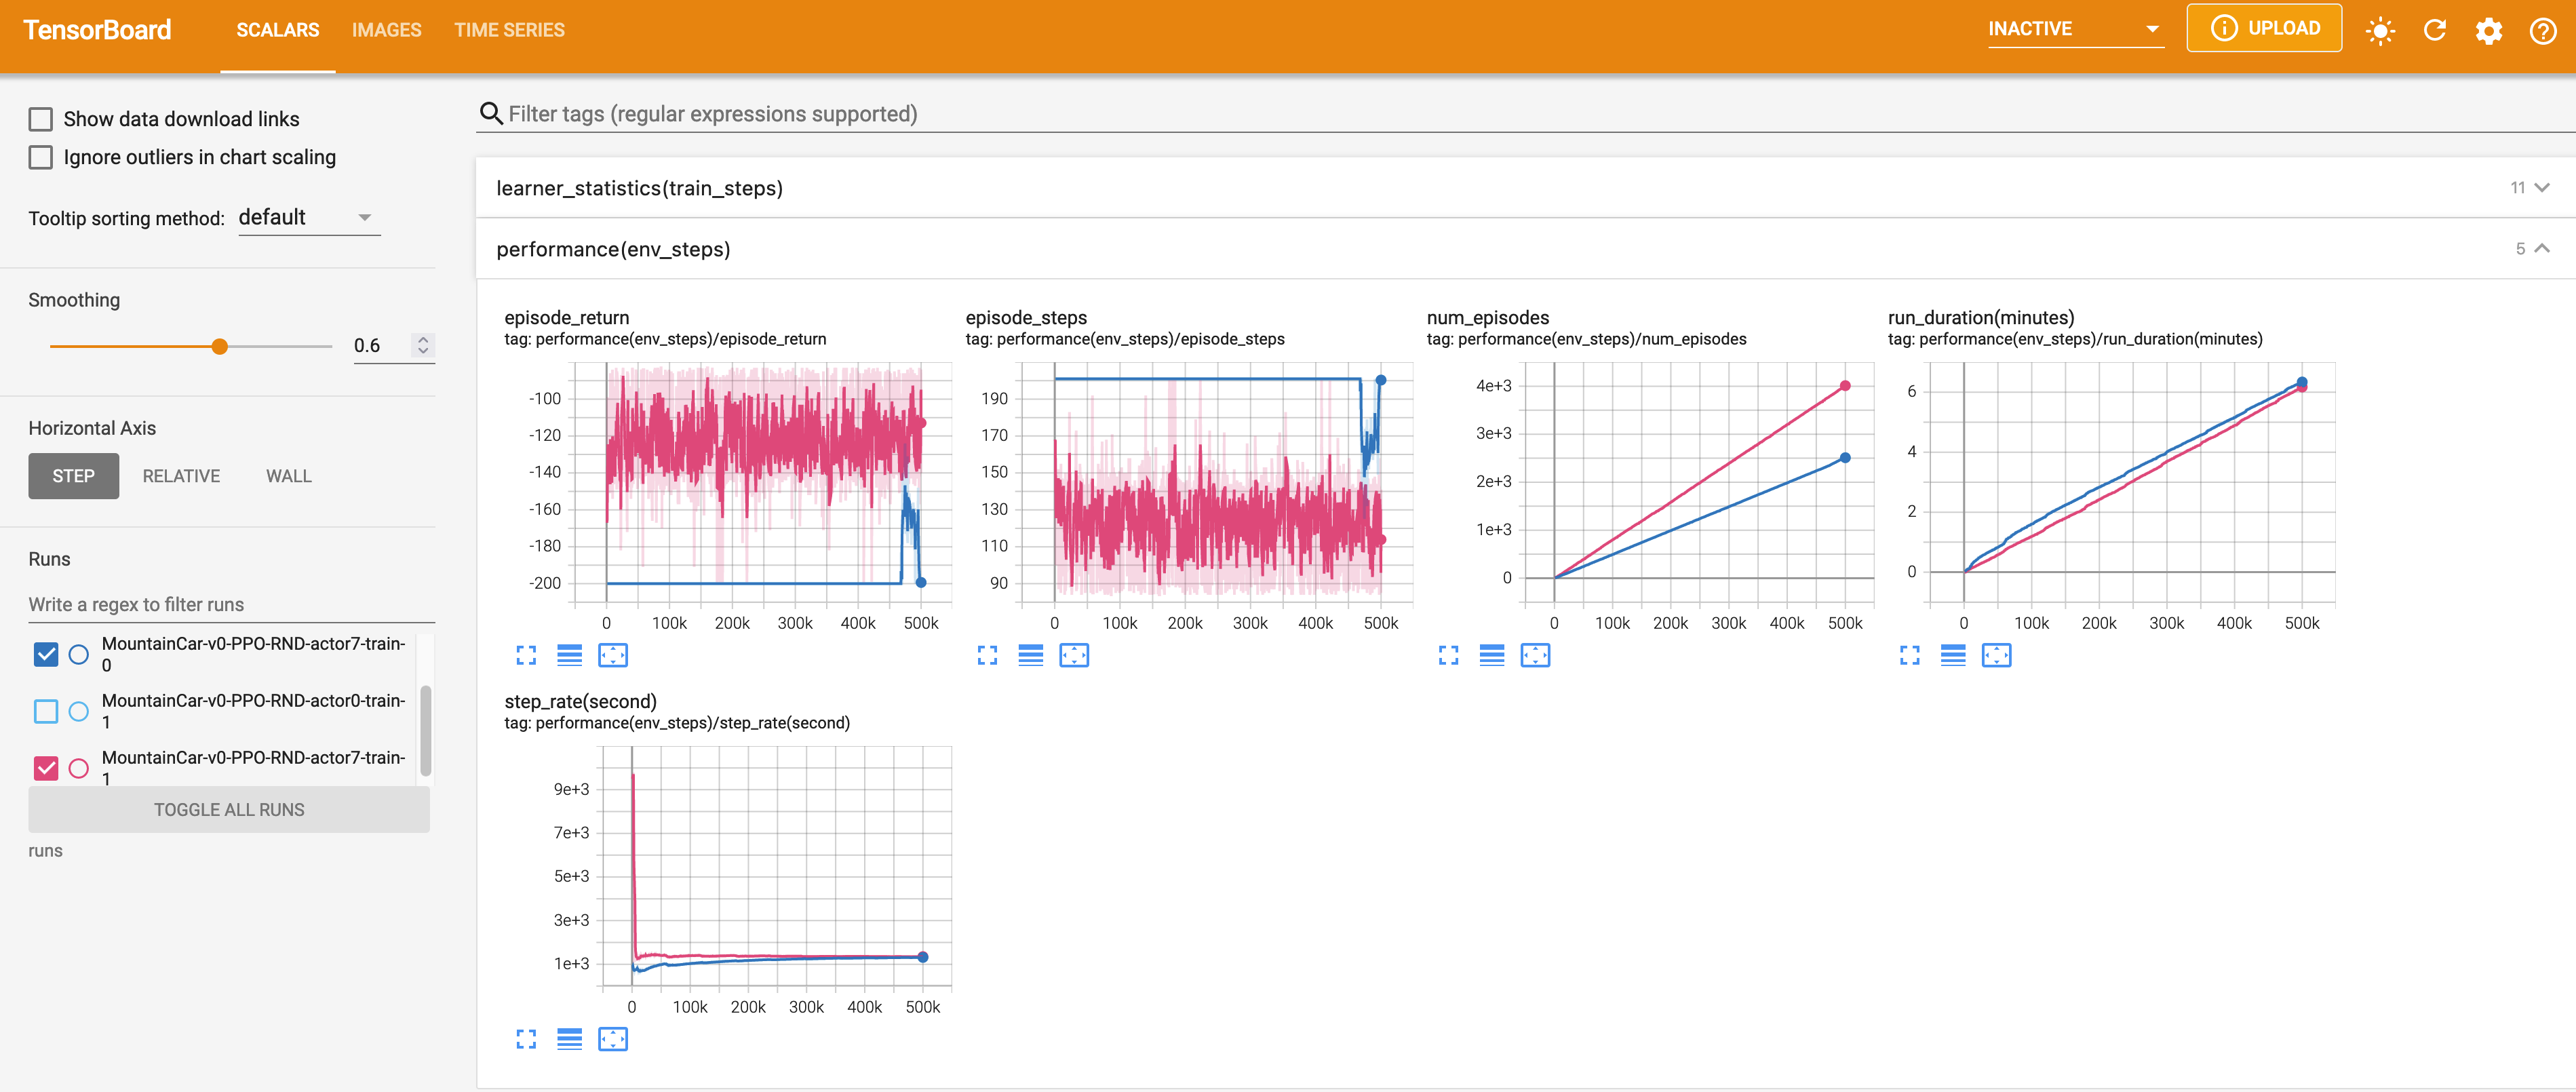 TensorBoard
SCALARS
IMAGES
TIME SERIES
INACTIVE
UPLOAD
Show data download links
Ignore outliers in chart scaling
Tooltip sorting method: default
Smoothing
0.6
Horizontal Axis
STEP
RELATIVE
WALL
Runs
Write a regex to filter runs
MountainCar-v0-PPO-RND-actor7-train-
0
MountainCar-v0-PPO-RND-actor0-train-
1
MountainCar-v0-PPO-RND-actor7-train-
1
TOGGLE ALL RUNS
runs
Filter tags (regular expressions supported)
learner_statistics(train_steps)
11
performance(env_steps)
5
episode_return
tag: performance(env_steps)/episode_return
-100
-120
-140
-160
-180
-200
0 100k 200k 300k 400k 500k
episode_steps
tag: performance(env_steps)/episode_steps
190
170
150
130
110
90
0 100k 200k 300k 400k 500k
num_episodes
tag: performance(env_steps)/num_episodes
4e+3
3e+3
2e+3
1e+3
0
0 100k 200k 300k 400k 500k
run_duration(minutes)
tag: performance(env_steps)/run_duration(minutes)
6
4
2
0
0 100k 200k 300k 400k 500k
step_rate(second)
tag: performance(env_steps)/step_rate(second)
9e+3
7e+3
5e+3
3e+3
1e+3
0 100k 200k 300k 400k 500k